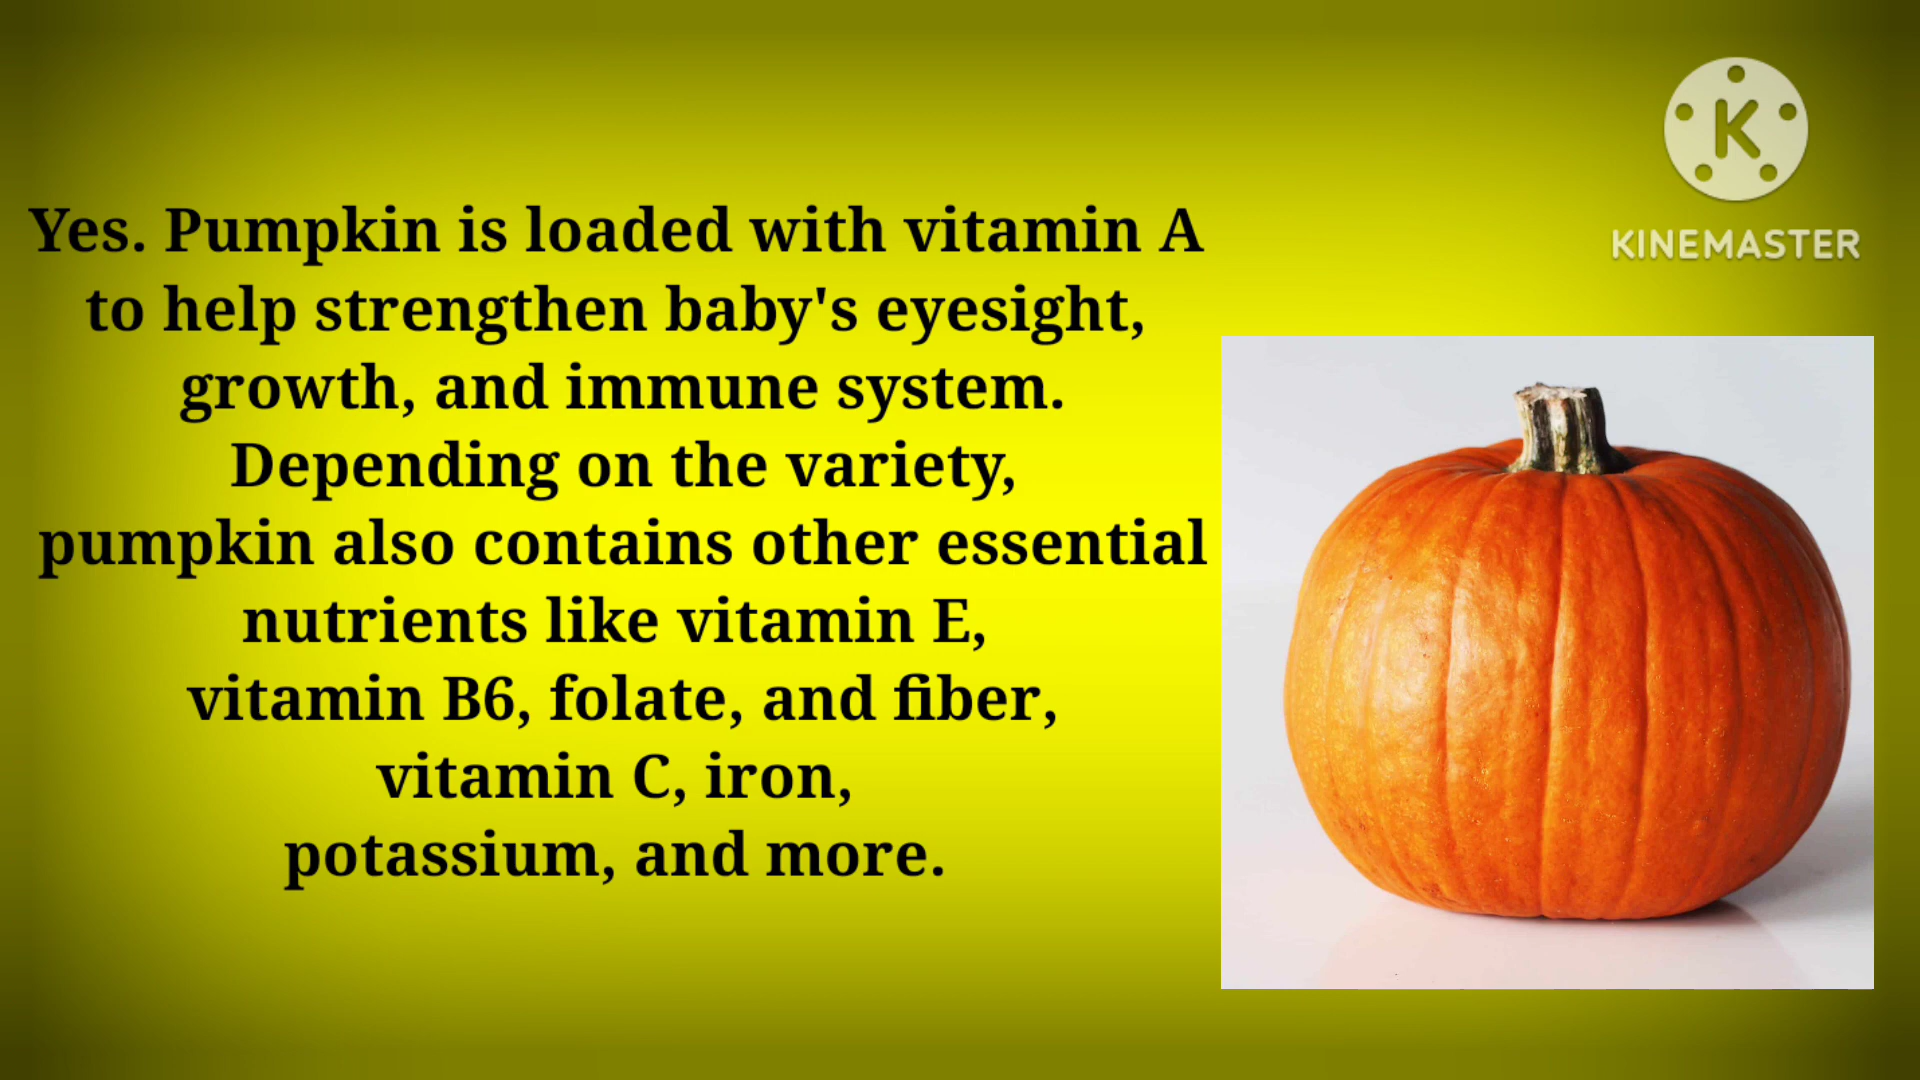 Yes. Pumpkin is loaded with vitamin A
to help strengthen baby's eyesight,
growth, and immune system.
Depending on the variety,
pumpkin also contains other essential
nutrients like vitamin E,
vitamin B6, folate, and fiber,
vitamin C, iron,
potassium, and more.
K
KINEMASTER